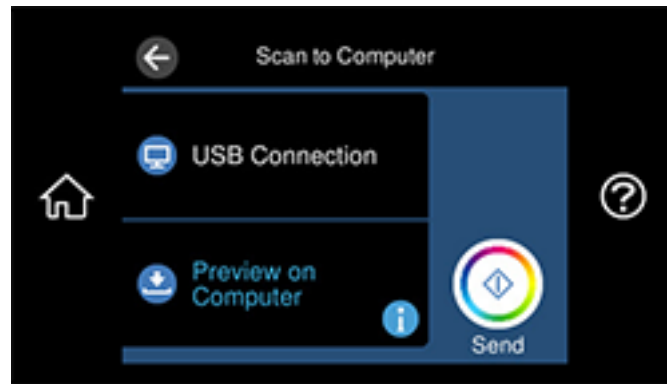 Scan to Computer
USB Connection
Preview on
Computer
Send